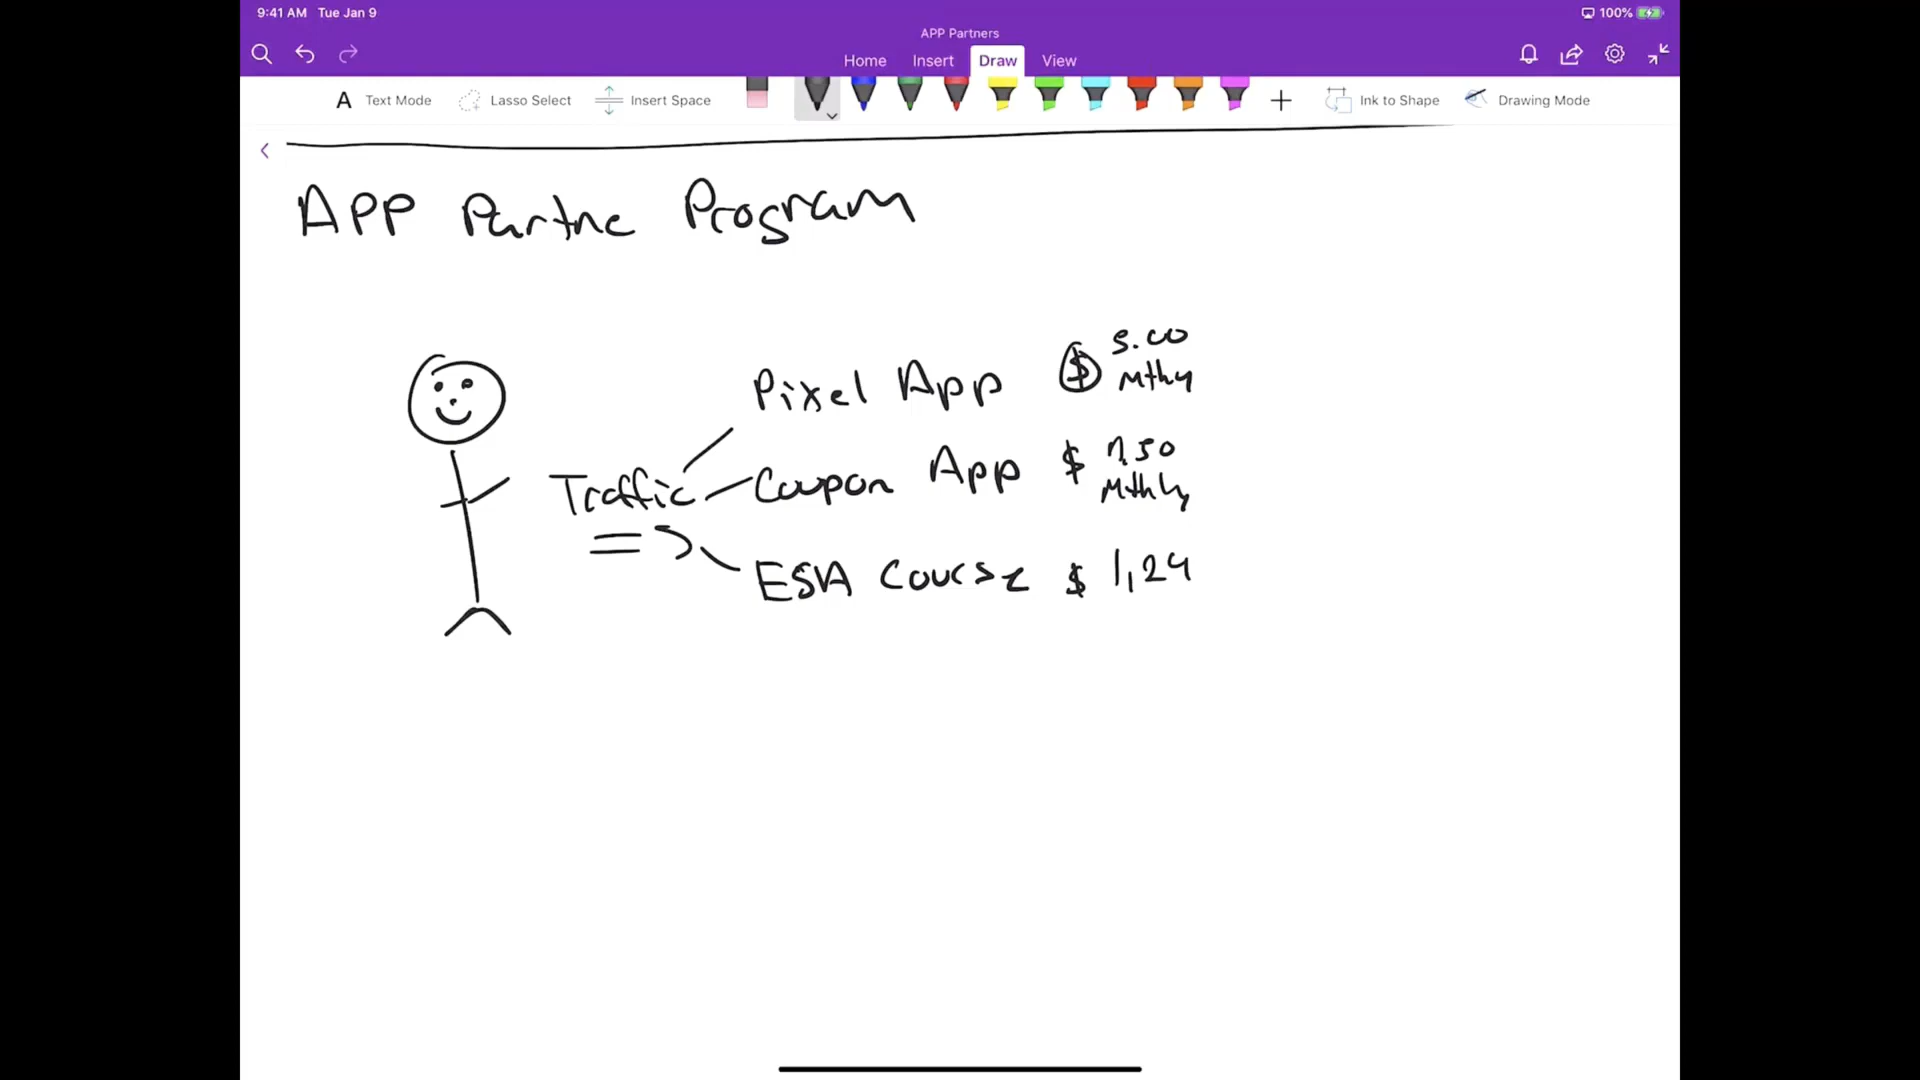 9:41 AM Tue Jan 9
100%
APP Partners
Home Insert Draw View
A Text Mode Lasso Select Insert Space Ink to Shape Drawing Mode
APP Partne Program
Pixel App $ 5.00 Mthy
Traffic
Coupon App $ 7.50 Mthly
ESA Course $ 1,24